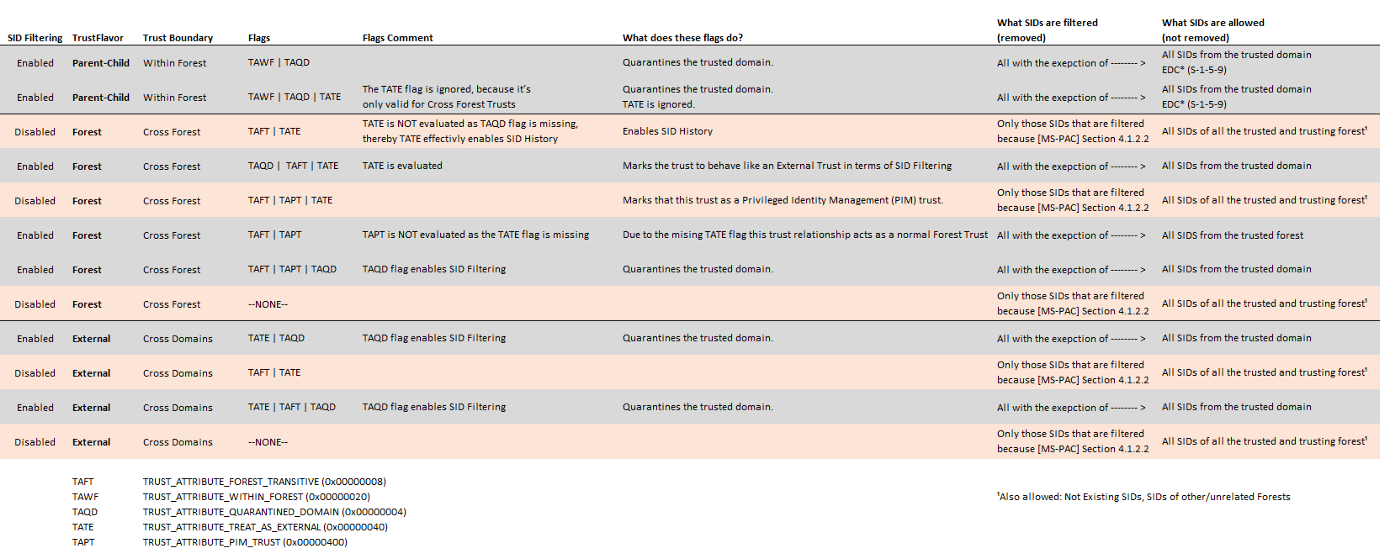 What SIDs are filtered What SIDs are allowed
SID Filtering TrustFlavor Trust Boundary Flags Flags Comment What does these flags do? (removed) (not removed)
Enabled Parent-Child Within Forest TAWF | TAQD Quarantines the trusted domain. All with the exepction of -------- > All SIDs from the trusted domain
EDC* (S-1-5-9)
Enabled Parent-Child Within Forest TAWF | TAQD | TATE The TATE flag is ignored, because it's Quarantines the trusted domain. All with the exepction of -------- > All SIDs from the trusted domain
only valid for Cross Forest Trusts TATE is ignored. EDC* (S-1-5-9)
Disabled Forest Cross Forest TAFT | TATE TATE is NOT evaluated as TAQD flag is missing, Enables SID History Only those SIDs that are filtered All SIDs of all the trusted and trusting forest¹
thereby TATE effectivly enables SID History because [MS-PAC] Section 4.1.2.2
Enabled Forest Cross Forest TAQD | TAFT | TATE TATE is evaluated Marks the trust to behave like an External Trust in terms of SID Filtering All with the exepction of -------- > All SIDs from the trusted domain
Disabled Forest Cross Forest TAFT | TAPT | TATE Marks that this trust as a Privileged Identity Management (PIM) trust. Only those SIDs that are filtered All SIDs of all the trusted and trusting forest¹
because [MS-PAC] Section 4.1.2.2
Enabled Forest Cross Forest TAFT | TAPT TAPT is NOT evaluated as the TATE flag is missing Due to the mising TATE flag this trust relationship acts as a normal Forest Trust All with the exepction of -------- > All SIDS from the trusted forest
Enabled Forest Cross Forest TAFT | TAPT | TAQD TAQD flag enables SID Filtering Quarantines the trusted domain. All with the exepction of -------- > All SIDs from the trusted domain
Disabled Forest Cross Forest --NONE-- Only those SIDs that are filtered All SIDs of all the trusted and trusting forest¹
because [MS-PAC] Section 4.1.2.2
Enabled External Cross Domains TATE | TAQD TAQD flag enables SID Filtering Quarantines the trusted domain. All with the exepction of -------- > All SIDs from the trusted domain
Disabled External Cross Domains TAFT | TATE Only those SIDs that are filtered All SIDs of all the trusted and trusting forest¹
because [MS-PAC] Section 4.1.2.2
Enabled External Cross Domains TATE | TAFT | TAQD TAQD flag enables SID Filtering Quarantines the trusted domain. All with the exepction of -------- > All SIDs from the trusted domain
Disabled External Cross Domains --NONE-- Only those SIDs that are filtered All SIDs of all the trusted and trusting forest¹
because [MS-PAC] Section 4.1.2.2
TAFT TRUST_ATTRIBUTE_FOREST_TRANSITIVE (0x00000008)
TAWF TRUST_ATTRIBUTE_WITHIN_FOREST (0x00000020) ¹Also allowed: Not Existing SIDs, SIDs of other/unrelated Forests
TAQD TRUST_ATTRIBUTE_QUARANTINED_DOMAIN (0x00000004)
TATE TRUST_ATTRIBUTE_TREAT_AS_EXTERNAL (0x00000040)
TAPT TRUST_ATTRIBUTE_PIM_TRUST (0x00000400)